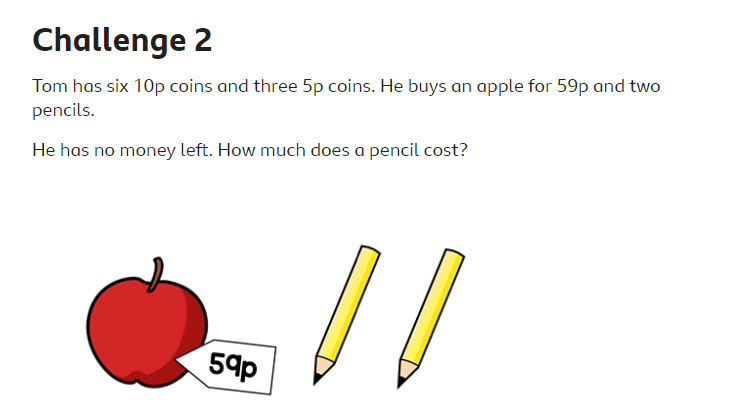 Challenge 2
Tom has six 10p coins and three 5p coins. He buys an apple for 59p and two
pencils.
He has no money left. How much does a pencil cost?
59p